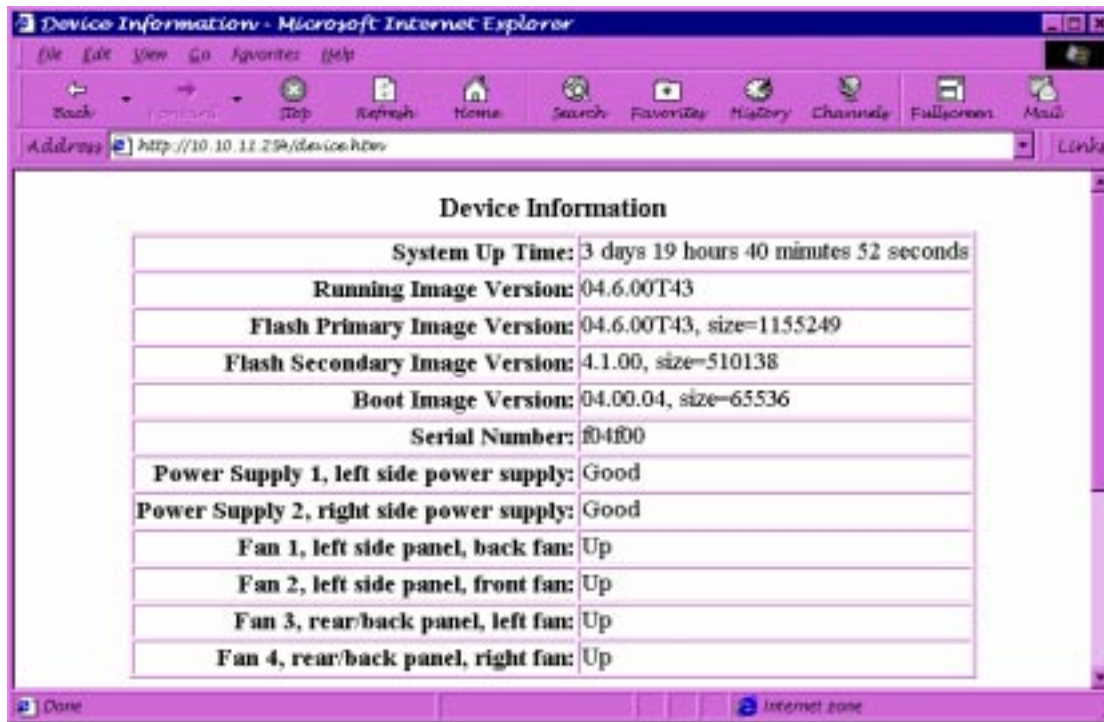 Device Information - Microsoft Internet Explorer
File Edit View Go Favorites Help
Back Forward Stop Refresh Home Search Favorites History Channels Fullscreen Mail
Address http://10.10.11.254/device.htm Links
Device Information
System Up Time: 3 days 19 hours 40 minutes 52 seconds
Running Image Version: 04.6.00T43
Flash Primary Image Version: 04.6.00T43, size=1155249
Flash Secondary Image Version: 4.1.00, size=510138
Boot Image Version: 04.00.04, size=65536
Serial Number: f04f00
Power Supply 1, left side power supply: Good
Power Supply 2, right side power supply: Good
Fan 1, left side panel, back fan: Up
Fan 2, left side panel, front fan: Up
Fan 3, rear/back panel, left fan: Up
Fan 4, rear/back panel, right fan: Up
Done Internet zone